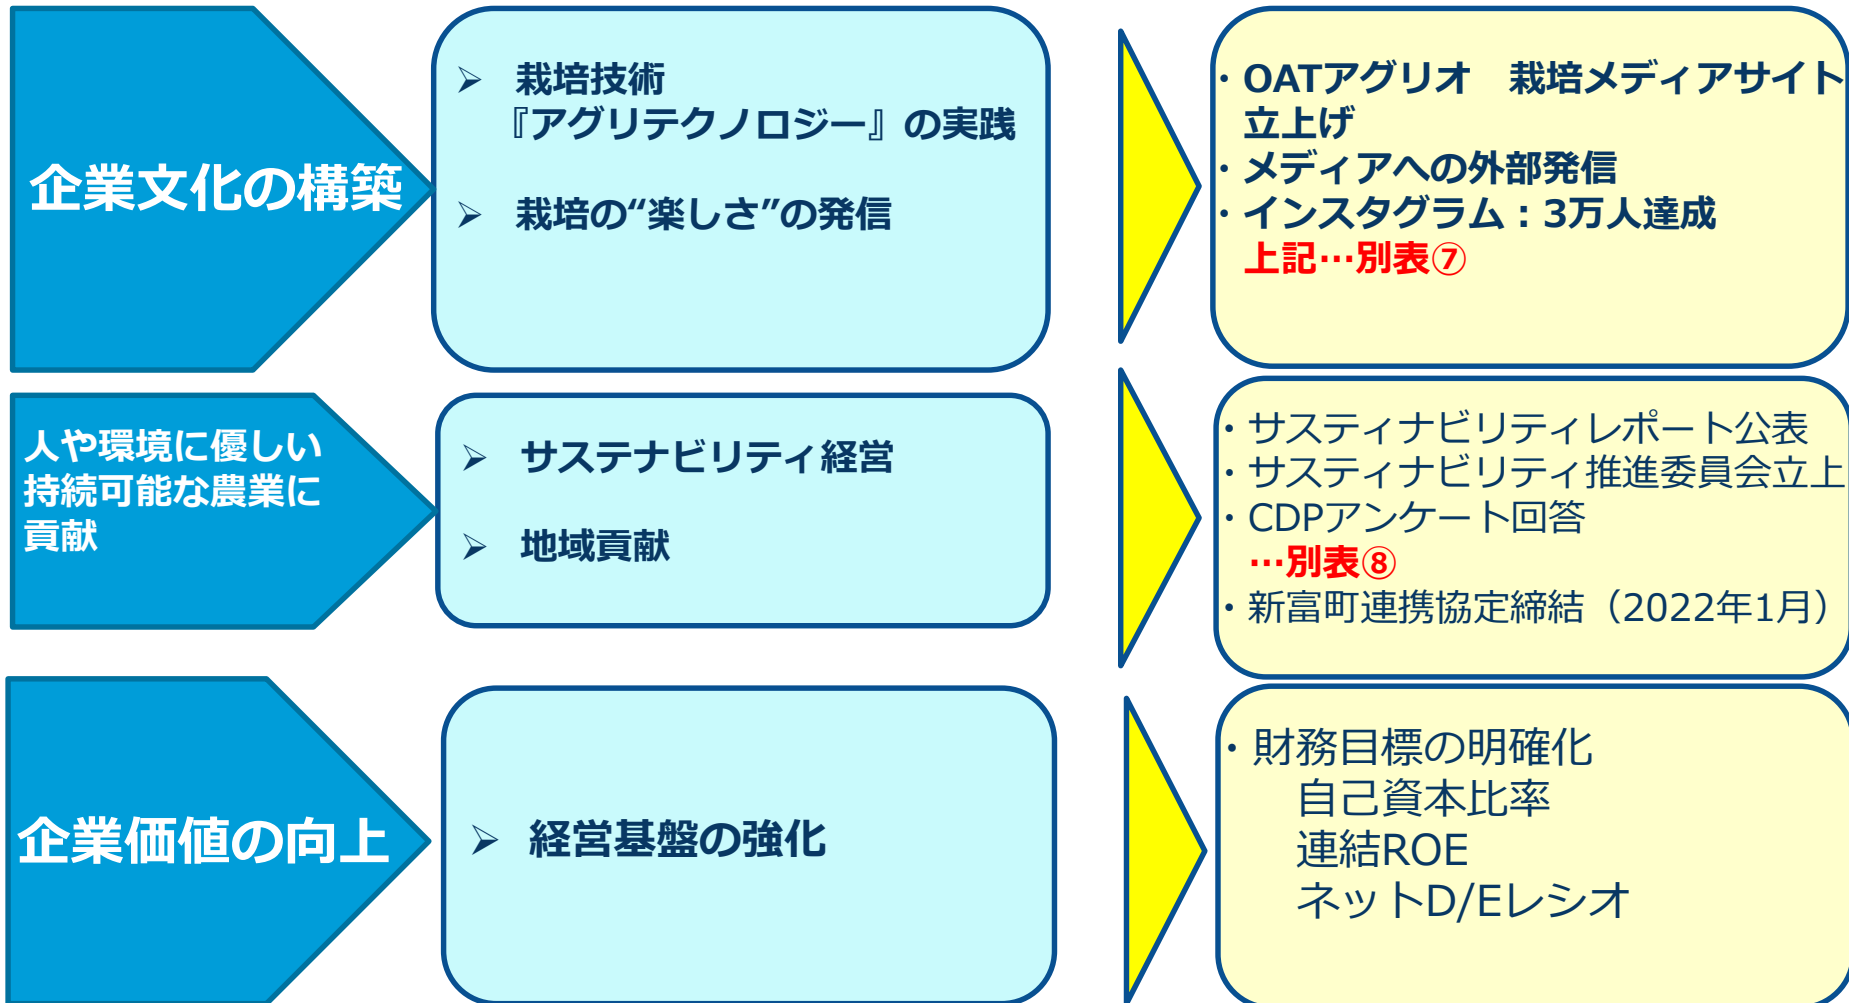 企業文化の構築
➢ 栽培技術
『アグリテクノロジー』の実践
➢ 栽培の“楽しさ”の発信
・OATアグリオ　栽培メディアサイト
立上げ
・メディアへの外部発信
・インスタグラム：3万人達成
上記…別表⑦
人や環境に優しい
持続可能な農業に
貢献
➢ サステナビリティ経営
➢ 地域貢献
・サスティナビリティレポート公表
・サスティナビリティ推進委員会立上
・CDPアンケート回答
…別表⑧
・新富町連携協定締結（2022年1月）
企業価値の向上
➢ 経営基盤の強化
・財務目標の明確化
自己資本比率
連結ROE
ネットD/Eレシオ